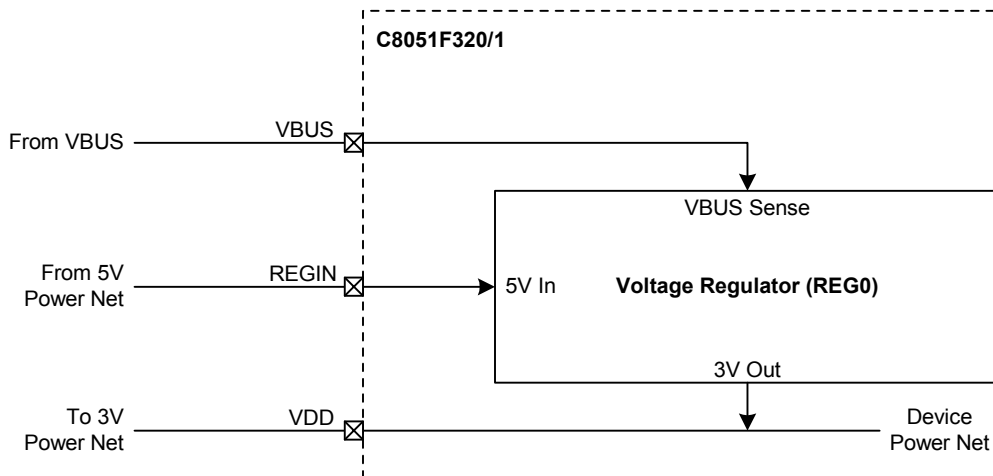 C8051F320/1
From VBUS
VBUS
VBUS Sense
From 5V
Power Net
REGIN
5V In
Voltage Regulator (REG0)
3V Out
To 3V
Power Net
VDD
Device
Power Net